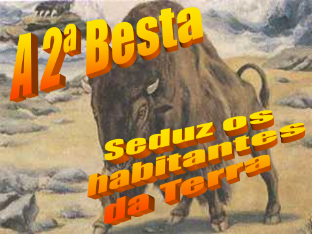 A 2ª Besta
Seduz os
habitantes
da Terra